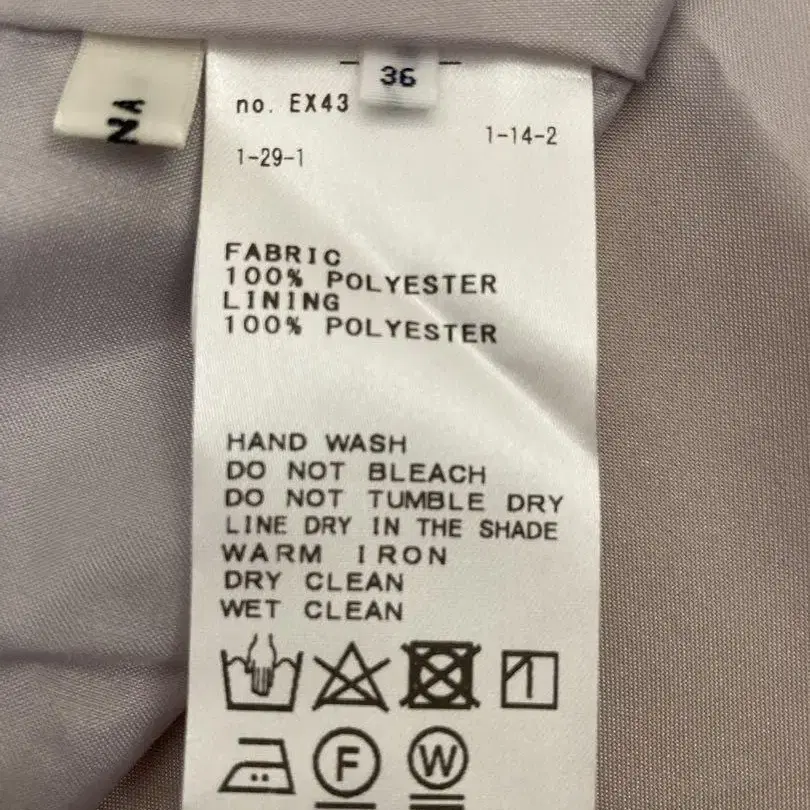 NA
36
no. EX43
1-14-2
1-29-1
FABRIC
100% POLYESTER
LINING
100% POLYESTER
HAND WASH
DO NOT BLEACH
DO NOT TUMBLE DRY
LINE DRY IN THE SHADE
WARM IRON
DRY CLEAN
WET CLEAN
F
W